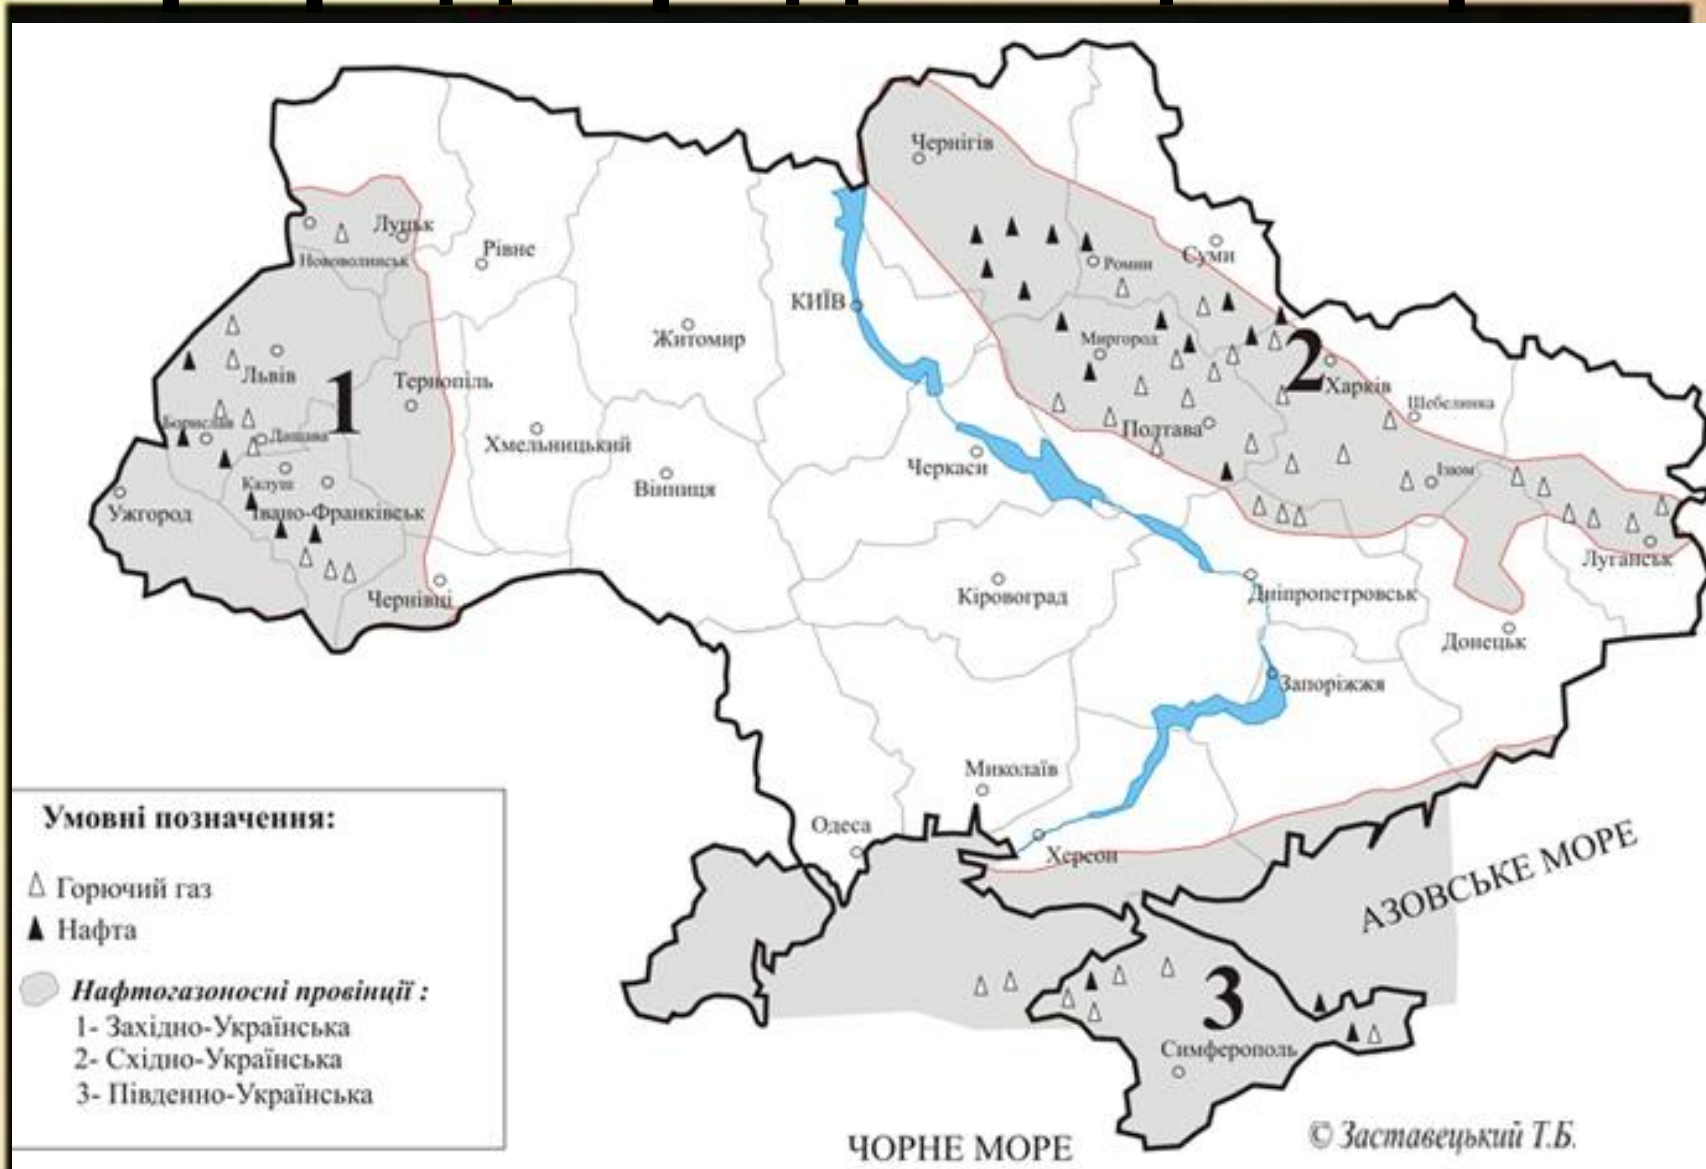 Чернігів
Луцьк
Нововолинськ
Рівне
Ромни
Суми
КИЇВ
Житомир
Миргород
2
Харків
Львів
1
Тернопіль
Шебелинка
Борислав
Дашава
Хмельницький
Полтава
Черкаси
Вінниця
Калуш
Ізюм
Ужгород
Івано-Франківськ
Луганськ
Чернівці
Кіровоград
Дніпропетровськ
Донецьк
Запоріжжя
Миколаїв
Одеса
Херсон
АЗОВСЬКЕ МОРЕ
Умовні позначення:
Горючий газ
Нафта
Нафтогазоносні провінції :
1- Західно-Українська
2- Східно-Українська
3- Південно-Українська
3
Симферополь
ЧОРНЕ МОРЕ
© Заставецький Т.Б.